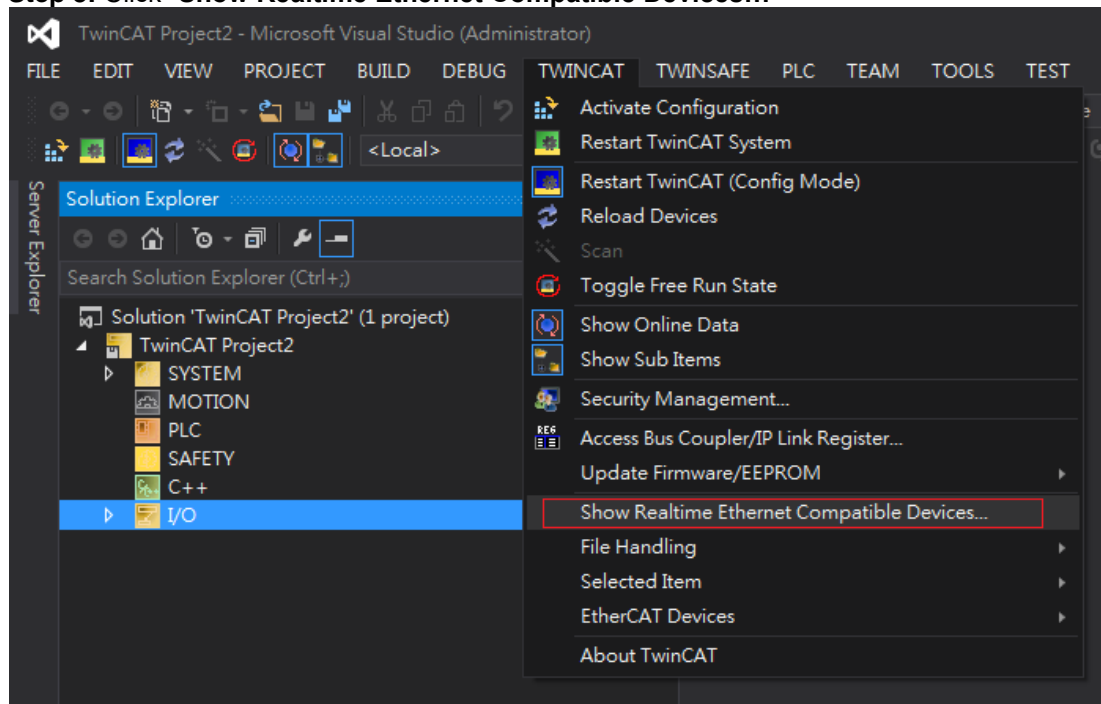 TwinCAT Project2 - Microsoft Visual Studio (Administrator)
FILE EDIT VIEW PROJECT BUILD DEBUG TWINCAT TWINSAFE PLC TEAM TOOLS TEST
<Local>
Server Explorer
Solution Explorer
Search Solution Explorer (Ctrl+;)
Solution 'TwinCAT Project2' (1 project)
TwinCAT Project2
SYSTEM
MOTION
PLC
SAFETY
C++
I/O
Activate Configuration
Restart TwinCAT System
Restart TwinCAT (Config Mode)
Reload Devices
Scan
Toggle Free Run State
Show Online Data
Show Sub Items
Security Management...
REG
Access Bus Coupler/IP Link Register...
Update Firmware/EEPROM
Show Realtime Ethernet Compatible Devices...
File Handling
Selected Item
EtherCAT Devices
About TwinCAT